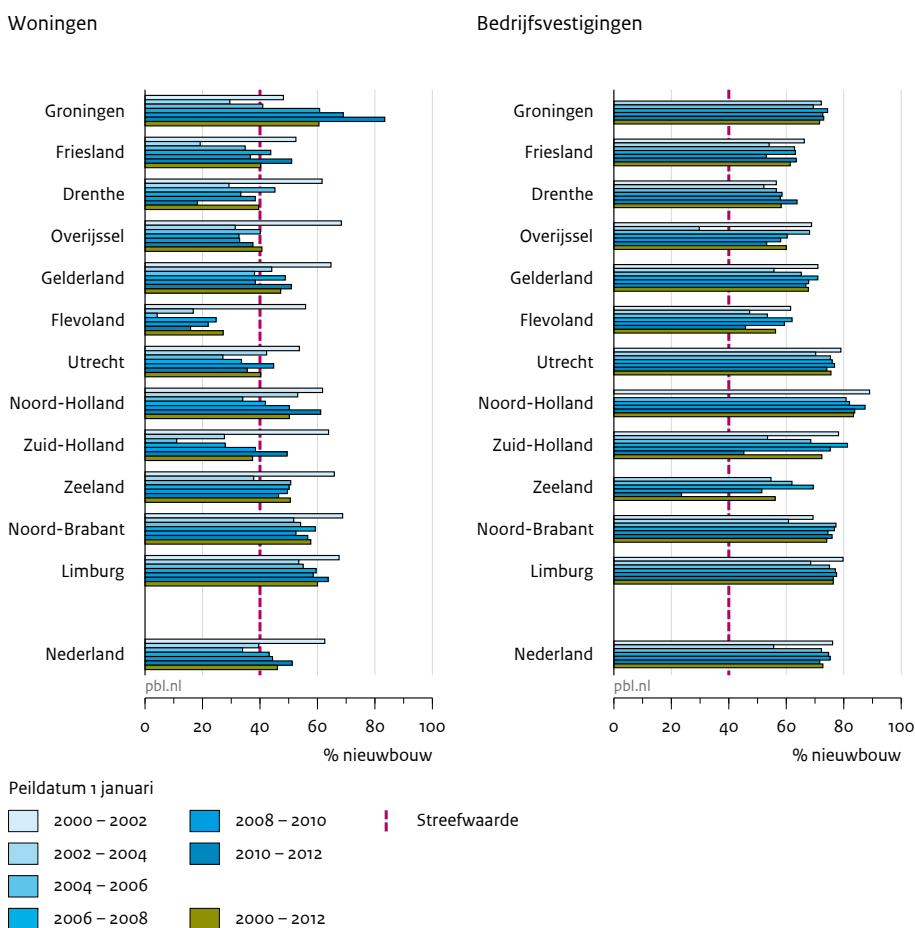 Woningen
Bedrijfsvestigingen
Groningen
Friesland
Drenthe
Overijssel
Gelderland
Flevoland
Utrecht
Noord-Holland
Zuid-Holland
Zeeland
Noord-Brabant
Limburg
Nederland
pbl.nl
0 20 40 60 80 100
% nieuwbouw
Groningen
Friesland
Drenthe
Overijssel
Gelderland
Flevoland
Utrecht
Noord-Holland
Zuid-Holland
Zeeland
Noord-Brabant
Limburg
Nederland
pbl.nl
0 20 40 60 80 100
% nieuwbouw
Peildatum 1 januari
2000 – 2002
2002 – 2004
2004 – 2006
2006 – 2008
2008 – 2010
2010 – 2012
2000 – 2012
Streefwaarde